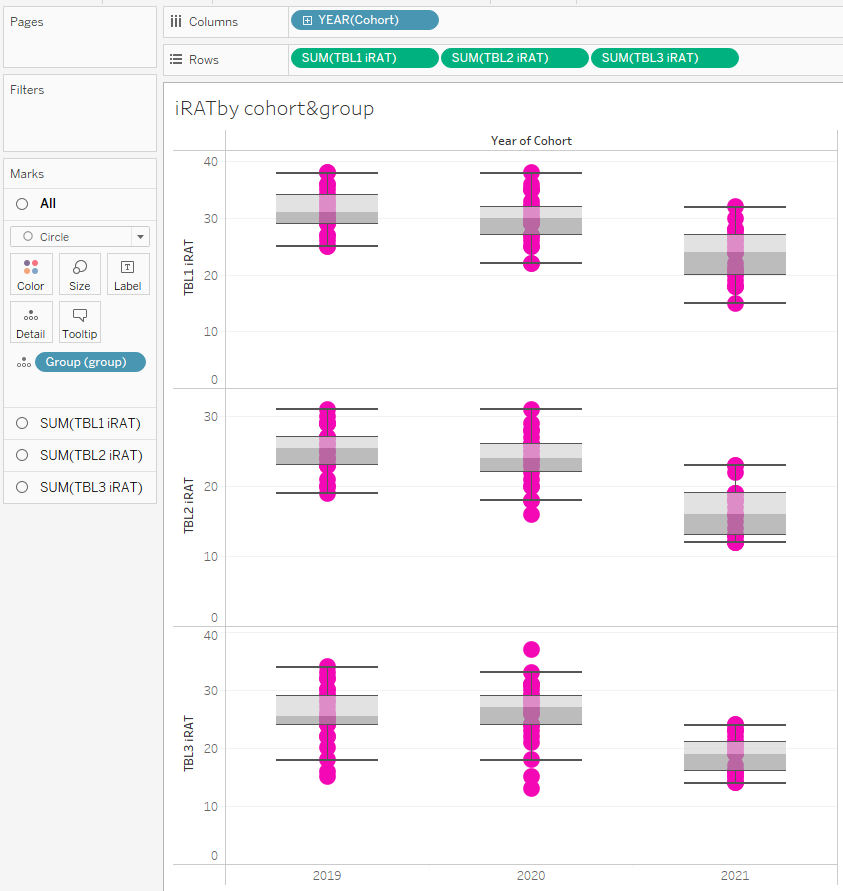 Pages
Filters
Marks
All
Circle
Color
Size
Label
Detail
Tooltip
Group (group)
SUM(TBL1 iRAT)
SUM(TBL2 iRAT)
SUM(TBL3 iRAT)
Columns
YEAR(Cohort)
Rows
SUM(TBL1 iRAT)
SUM(TBL2 iRAT)
SUM(TBL3 iRAT)
iRATby cohort&group
Year of Cohort
TBL1 iRAT
40
30
20
10
0
TBL2 iRAT
30
20
10
0
TBL3 iRAT
40
30
20
10
0
2019
2020
2021